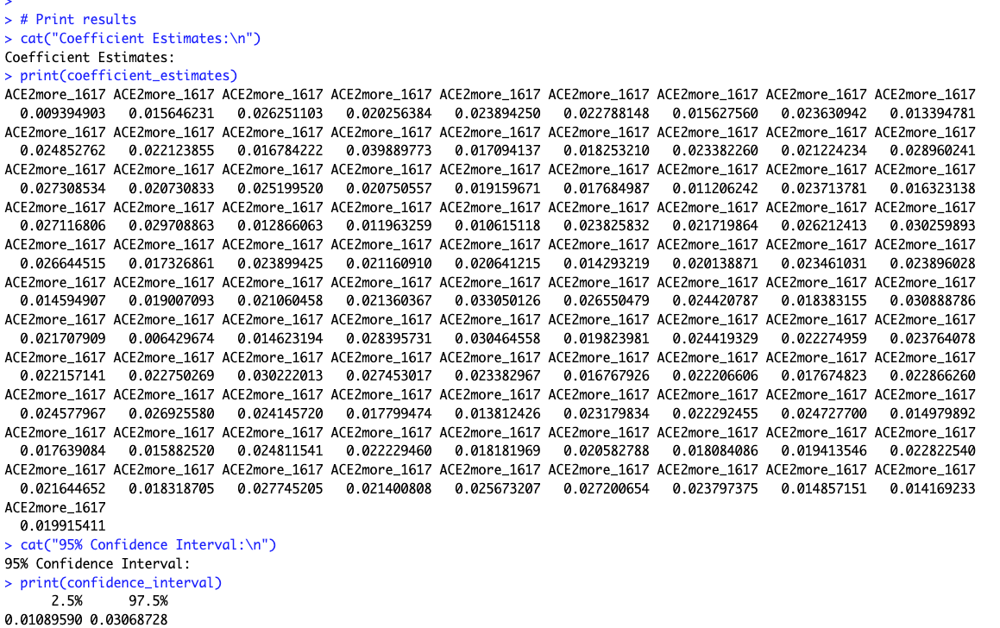 >
> # Print results
> cat("Coefficient Estimates:\n")
Coefficient Estimates:
> print(coefficient_estimates)
ACE2more_1617 ACE2more_1617 ACE2more_1617 ACE2more_1617 ACE2more_1617 ACE2more_1617 ACE2more_1617 ACE2more_1617 ACE2more_1617
0.009394903 0.015646231 0.026251103 0.020256384 0.023894250 0.022788148 0.015627560 0.023630942 0.013394781
ACE2more_1617 ACE2more_1617 ACE2more_1617 ACE2more_1617 ACE2more_1617 ACE2more_1617 ACE2more_1617 ACE2more_1617 ACE2more_1617
0.024852762 0.022123855 0.016784222 0.039889773 0.017094137 0.018253210 0.023382260 0.021224234 0.028960241
ACE2more_1617 ACE2more_1617 ACE2more_1617 ACE2more_1617 ACE2more_1617 ACE2more_1617 ACE2more_1617 ACE2more_1617 ACE2more_1617
0.027308534 0.020730833 0.025199520 0.020750557 0.019159671 0.017684987 0.011206242 0.023713781 0.016323138
ACE2more_1617 ACE2more_1617 ACE2more_1617 ACE2more_1617 ACE2more_1617 ACE2more_1617 ACE2more_1617 ACE2more_1617 ACE2more_1617
0.027116806 0.029708863 0.012866063 0.011963259 0.010615118 0.023825832 0.021719864 0.026212413 0.030259893
ACE2more_1617 ACE2more_1617 ACE2more_1617 ACE2more_1617 ACE2more_1617 ACE2more_1617 ACE2more_1617 ACE2more_1617 ACE2more_1617
0.026644515 0.017326861 0.023899425 0.021160910 0.020641215 0.014293219 0.020138871 0.023461031 0.023896028
ACE2more_1617 ACE2more_1617 ACE2more_1617 ACE2more_1617 ACE2more_1617 ACE2more_1617 ACE2more_1617 ACE2more_1617 ACE2more_1617
0.014594907 0.019007093 0.021060458 0.021360367 0.033050126 0.026550479 0.024420787 0.018383155 0.030888786
ACE2more_1617 ACE2more_1617 ACE2more_1617 ACE2more_1617 ACE2more_1617 ACE2more_1617 ACE2more_1617 ACE2more_1617 ACE2more_1617
0.021707909 0.006429674 0.014623194 0.028395731 0.030464558 0.019823981 0.024419329 0.022274959 0.023764078
ACE2more_1617 ACE2more_1617 ACE2more_1617 ACE2more_1617 ACE2more_1617 ACE2more_1617 ACE2more_1617 ACE2more_1617 ACE2more_1617
0.022157141 0.022750269 0.030222013 0.027453017 0.023382967 0.016767926 0.022206606 0.017674823 0.022866260
ACE2more_1617 ACE2more_1617 ACE2more_1617 ACE2more_1617 ACE2more_1617 ACE2more_1617 ACE2more_1617 ACE2more_1617 ACE2more_1617
0.024577967 0.026925580 0.024145720 0.017799474 0.013812426 0.023179834 0.022292455 0.024727700 0.014979892
ACE2more_1617 ACE2more_1617 ACE2more_1617 ACE2more_1617 ACE2more_1617 ACE2more_1617 ACE2more_1617 ACE2more_1617 ACE2more_1617
0.017639084 0.015882520 0.024811541 0.022229460 0.018181969 0.020582788 0.018084086 0.019413546 0.022822540
ACE2more_1617 ACE2more_1617 ACE2more_1617 ACE2more_1617 ACE2more_1617 ACE2more_1617 ACE2more_1617 ACE2more_1617 ACE2more_1617
0.021644652 0.018318705 0.027745205 0.021400808 0.025673207 0.027200654 0.023797375 0.014857151 0.014169233
ACE2more_1617
0.019915411
> cat("95% Confidence Interval:\n")
95% Confidence Interval:
> print(confidence_interval)
2.5% 97.5%
0.01089590 0.03068728